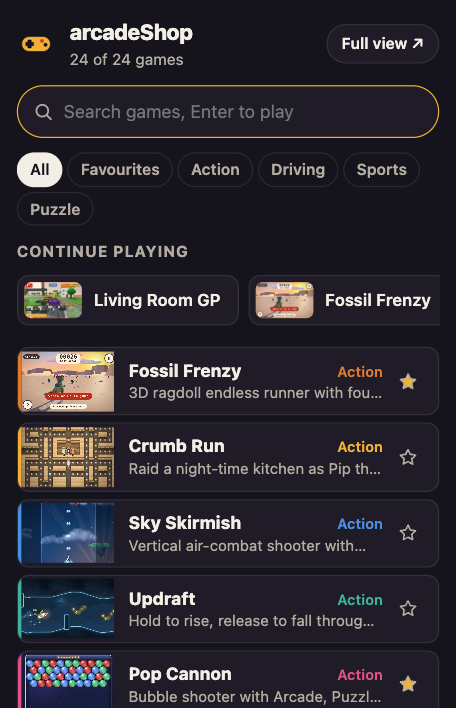 arcadeShop
24 of 24 games
Full view ↗
Search games, Enter to play
All
Favourites
Action
Driving
Sports
Puzzle
CONTINUE PLAYING
Living Room GP
Fossil Frenzy
Fossil Frenzy
Action
3D ragdoll endless runner with fou...
Crumb Run
Action
Raid a night-time kitchen as Pip th...
Sky Skirmish
Action
Vertical air-combat shooter with...
Updraft
Action
Hold to rise, release to fall throug...
Pop Cannon
Action
Bubble shooter with Arcade, Puzzl...